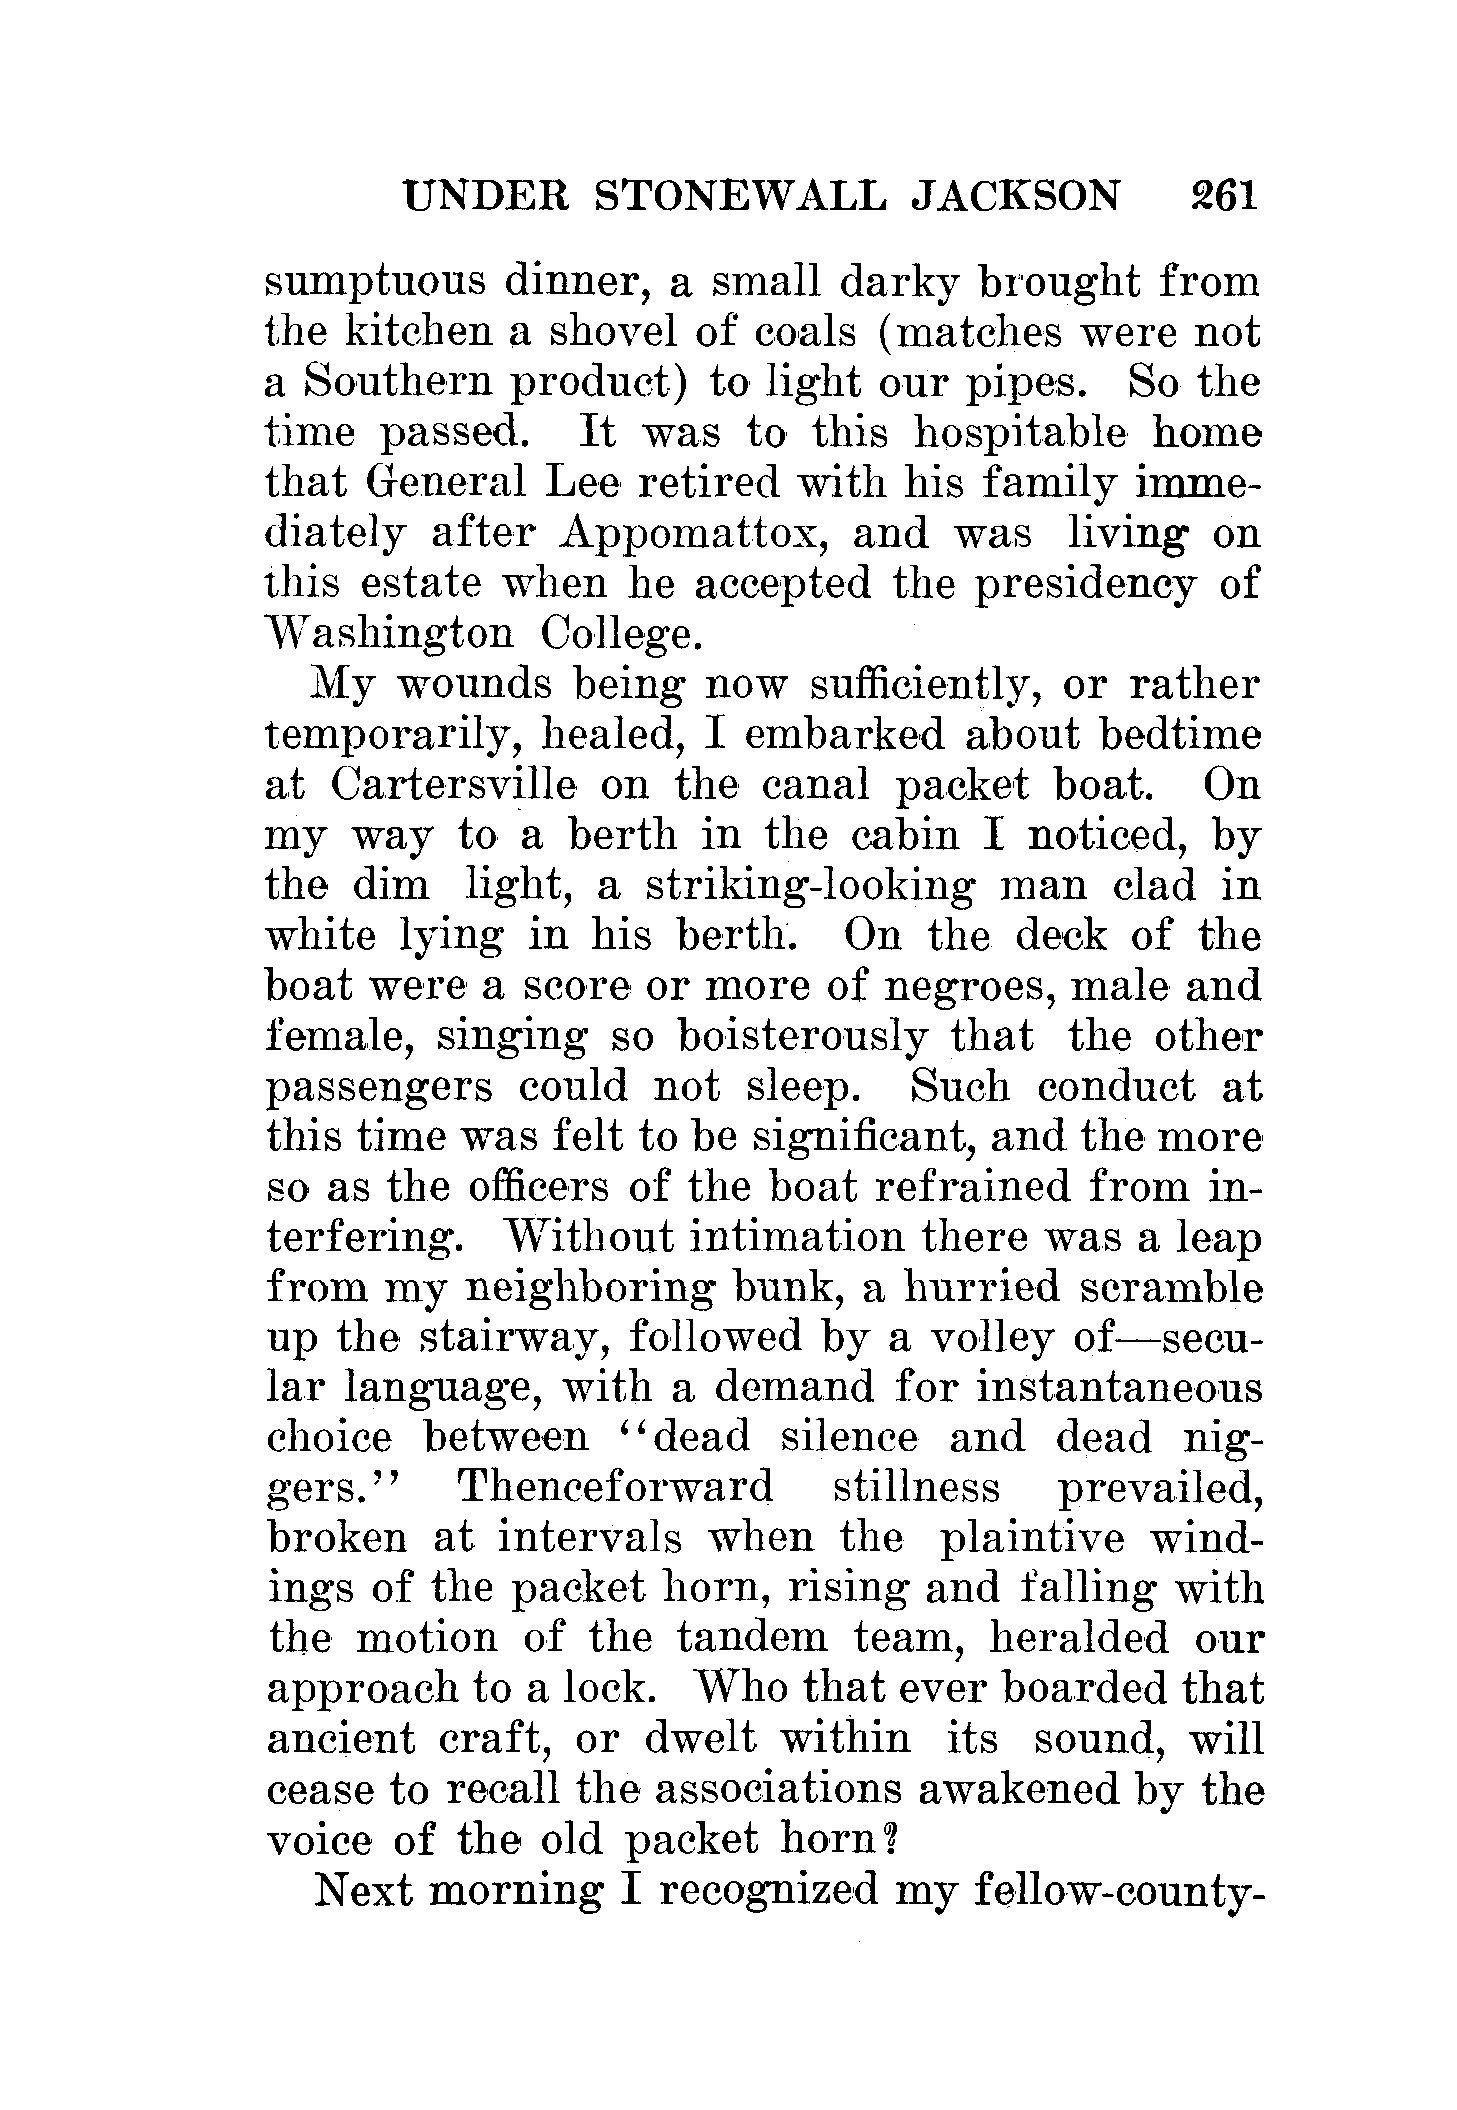 UNDER STONEWALL JACKSON 261
sumptuous dinner, a small darky brought from
the kitchen a shovel of coals (matches were not
a Southern product) to light our pipes. So the
time passed. It was to this hospitable home
that General Lee retired with his family imme-
diately after Appomattox, and was living on
this estate when he accepted the presidency of
Washington College.
My wounds being now sufficiently, or rather
temporarily, healed, I embarked about bedtime
at Cartersville on the canal packet boat. On
my way to a berth in the cabin I noticed, by
the dim light, a striking-looking man clad in
white lying in his berth. On the deck of the
boat were a score or more of negroes, male and
female, singing so boisterously that the other
passengers could not sleep. Such conduct at
this time was felt to be significant, and the more
so as the officers of the boat refrained from in-
terfering. Without intimation there was a leap
from my neighboring bunk, a hurried scramble
up the stairway, followed by a volley of—secu-
lar language, with a demand for instantaneous
choice between "dead silence and dead nig-
gers." Thenceforward stillness prevailed,
broken at intervals when the plaintive wind-
ings of the packet horn, rising and falling with
the motion of the tandem team, heralded our
approach to a lock. Who that ever boarded that
ancient craft, or dwelt within its sound, will
cease to recall the associations awakened by the
voice of the old packet horn?
Next morning I recognized my fellow-county-